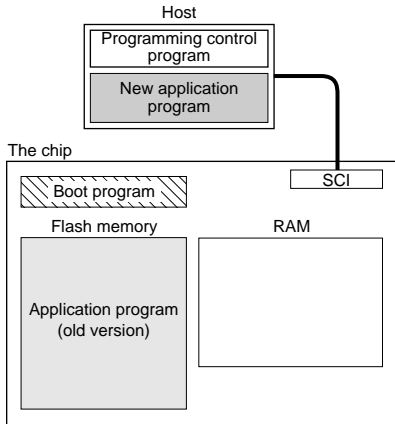 Host
Programming control
program
New application
program
The chip
Boot program
SCI
Flash memory
RAM
Application program
(old version)